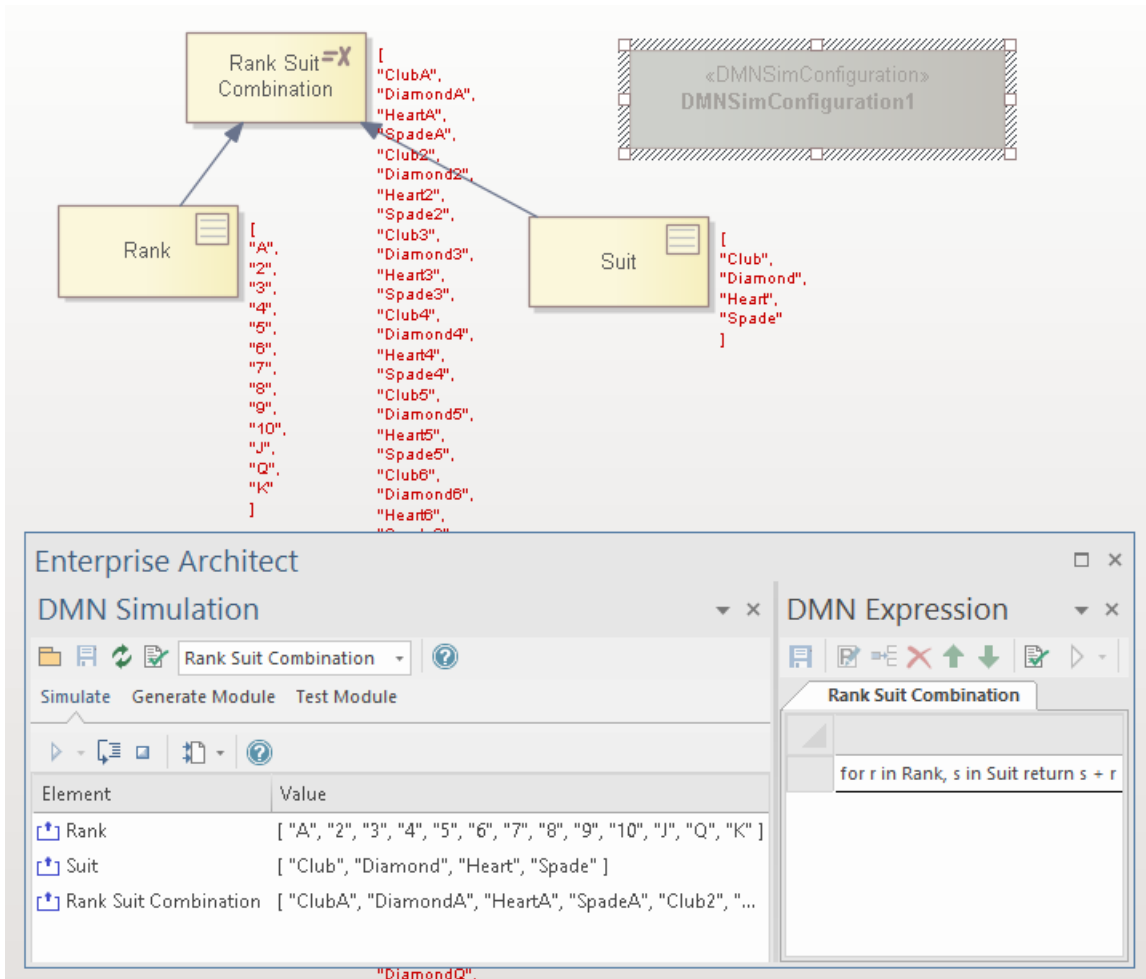 Rank Suit
Combination
[
"ClubA",
"DiamondA",
"HeartA",
"SpadeA",
"Club2",
"Diamond2",
"Heart2",
"Spade2",
"Club3",
"Diamond3",
"Heart3",
"Spade3",
"Club4",
"Diamond4",
"Heart4",
"Spade4",
"Club5",
"Diamond5",
"Heart5",
"Spade5",
"Club6",
"Diamond6",
"Heart6",
«DMNSimConfiguration»
DMNSimConfiguration1
Rank
[
"A",
"2",
"3",
"4",
"5",
"6",
"7",
"8",
"9",
"10",
"J",
"Q",
"K"
]
Suit
[
"Club",
"Diamond",
"Heart",
"Spade"
]
Enterprise Architect
DMN Simulation
Rank Suit Combination
Simulate Generate Module Test Module
Element Value
Rank [ "A", "2", "3", "4", "5", "6", "7", "8", "9", "10", "J", "Q", "K" ]
Suit [ "Club", "Diamond", "Heart", "Spade" ]
Rank Suit Combination [ "ClubA", "DiamondA", "HeartA", "SpadeA", "Club2", "...
DMN Expression
Rank Suit Combination
for r in Rank, s in Suit return s + r
"DiamondQ",